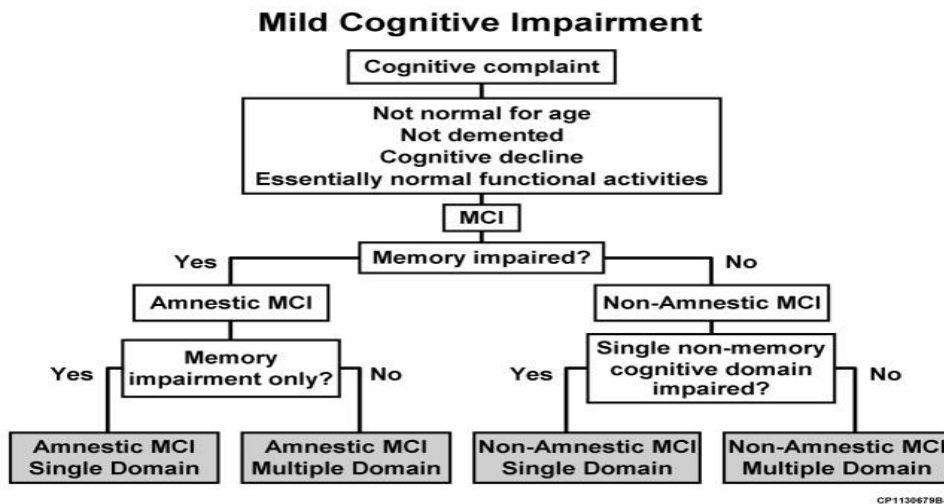 Mild Cognitive Impairment
Cognitive complaint
Not normal for age
Not demented
Cognitive decline
Essentially normal functional activities
MCI
Yes
Memory impaired?
No
Amnestic MCI
Non-Amnestic MCI
Yes
Memory
impairment only?
No
Yes
Single non-memory
cognitive domain
impaired?
No
Amnestic MCI
Single Domain
Amnestic MCI
Multiple Domain
Non-Amnestic MCI
Single Domain
Non-Amnestic MCI
Multiple Domain